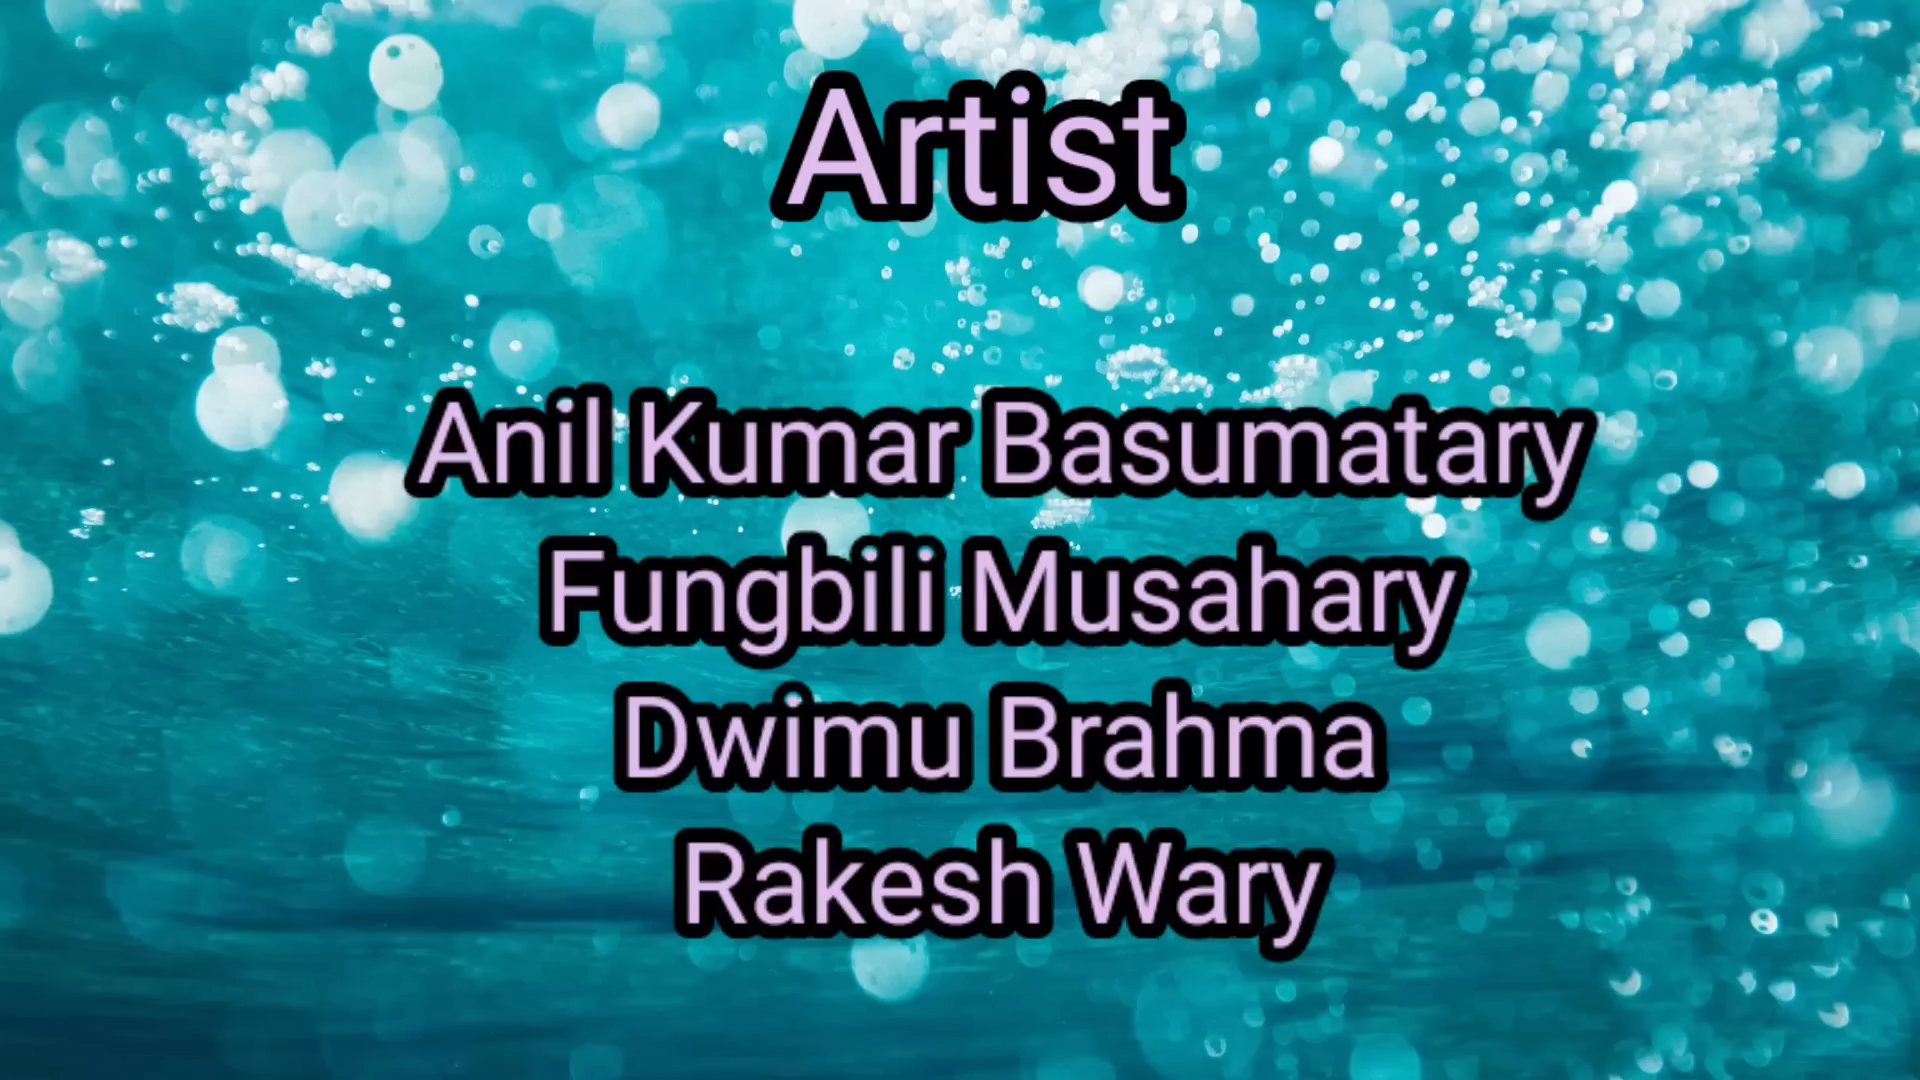 Artist
Anil Kumar Basumatary
Fungbili Musahary
Dwimu Brahma
Rakesh Wary